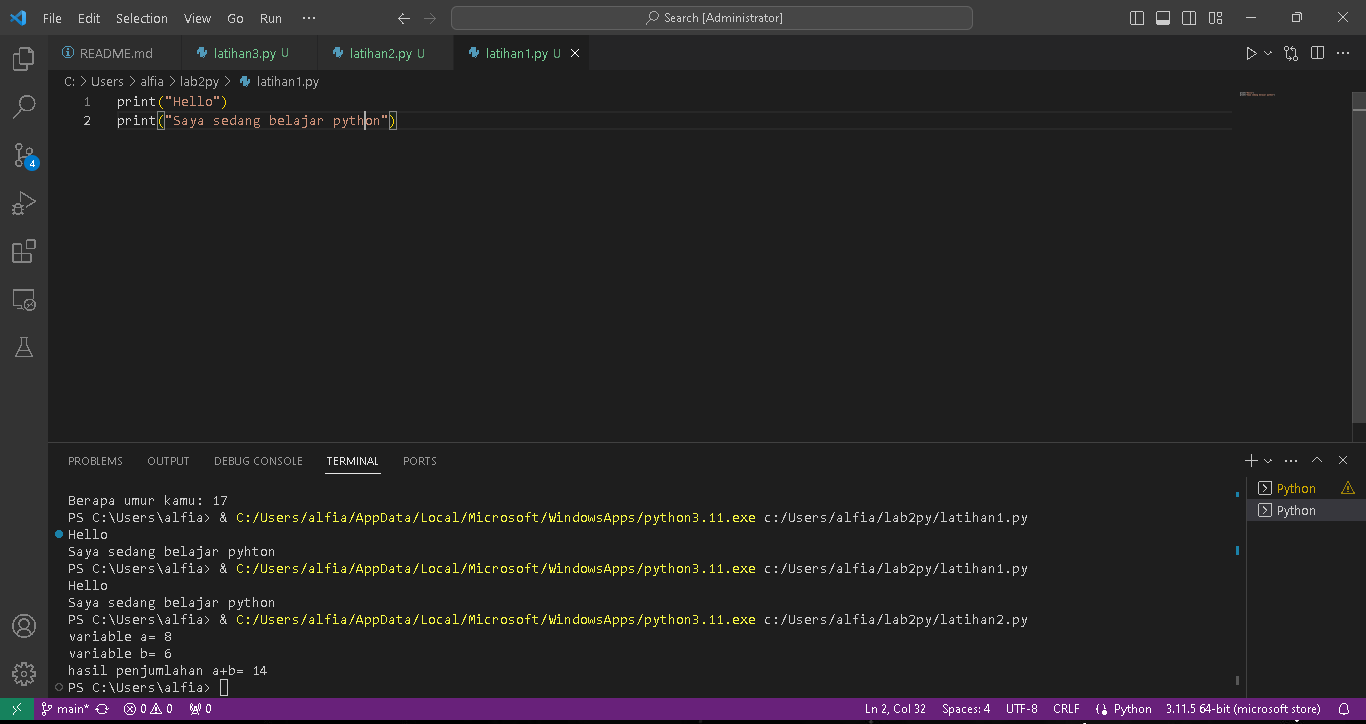 File Edit Selection View Go Run ··· Search [Administrator]
README.md latihan3.py U latihan2.py U latihan1.py U
C: > Users > alfia > lab2py > latihan1.py
1 print("Hello")
2 print("Saya sedang belajar python")
4
PROBLEMS OUTPUT DEBUG CONSOLE TERMINAL PORTS
Berapa umur kamu: 17
PS C:\Users\alfia> & C:/Users/alfia/AppData/Local/Microsoft/WindowsApps/python3.11.exe c:/Users/alfia/lab2py/latihan1.py
Hello
Saya sedang belajar pyhton
PS C:\Users\alfia> & C:/Users/alfia/AppData/Local/Microsoft/WindowsApps/python3.11.exe c:/Users/alfia/lab2py/latihan1.py
Hello
Saya sedang belajar python
PS C:\Users\alfia> & C:/Users/alfia/AppData/Local/Microsoft/WindowsApps/python3.11.exe c:/Users/alfia/lab2py/latihan2.py
variable a= 8
variable b= 6
hasil penjumlahan a+b= 14
PS C:\Users\alfia>
Python
Python
main* 0 0 0 Ln 2, Col 32 Spaces: 4 UTF-8 CRLF Python 3.11.5 64-bit (microsoft store)